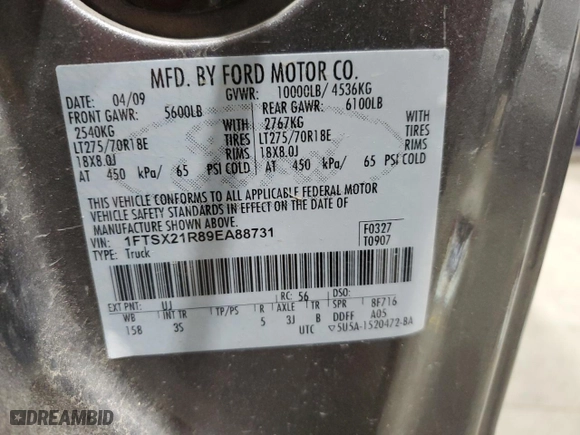 MFD. BY FORD MOTOR CO.
DATE: 04/09 GVWR: 10000LB/ 4536KG
FRONT GAWR: 5600LB REAR GAWR: 6100LB
2540KG WITH 2767KG WITH
LT275/70R18E TIRES LT275/70R18E TIRES
18X8.0J RIMS 18X8.0J RIMS
AT 450 kPa/ 65 PSI COLD AT 450 kPa/ 65 PSI COLD
THIS VEHICLE CONFORMS TO ALL APPLICABLE FEDERAL MOTOR
VEHICLE SAFETY STANDARDS IN EFFECT ON THE DATE OF
MANUFACTURE SHOWN ABOVE.
VIN: 1FTSX21R89EA88731 F0327
TYPE: Truck T0907
EXT PNT: UJ RC: 56 DSO:
WB INT TR TP/PS R AXLE TR SPR 8F716
158 3S 5 3J B DDFF A05
UTC ▽5U5A-1520472-BA
DREAMBID